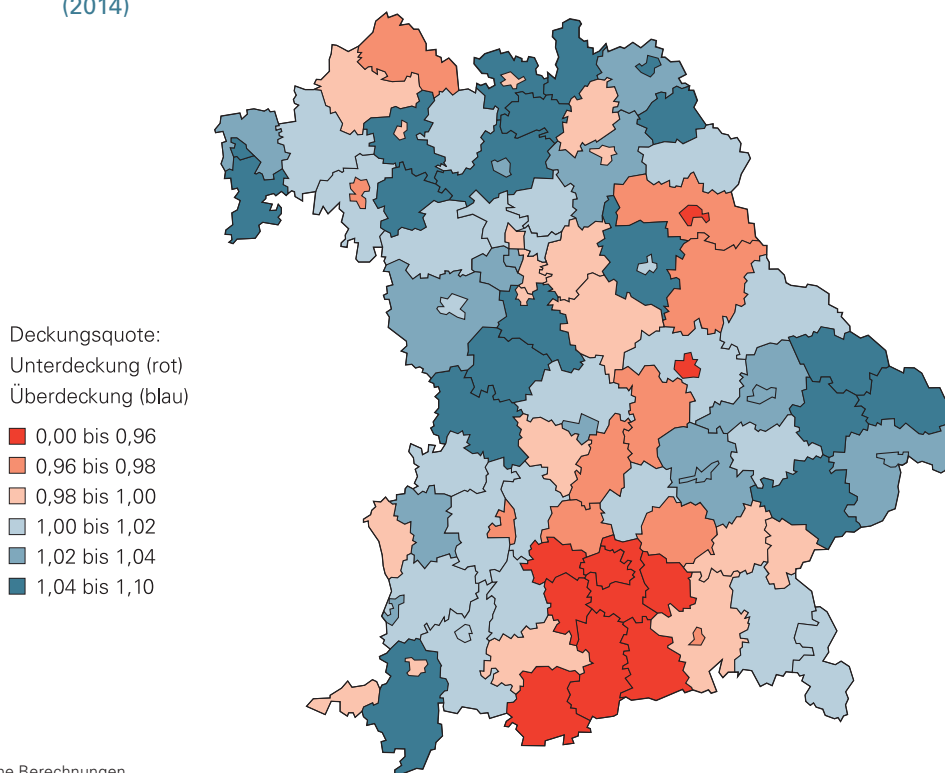 (2014)
Deckungsquote:
Unterdeckung (rot)
Überdeckung (blau)
0,00 bis 0,96
0,96 bis 0,98
0,98 bis 1,00
1,00 bis 1,02
1,02 bis 1,04
1,04 bis 1,10
Berechnungen